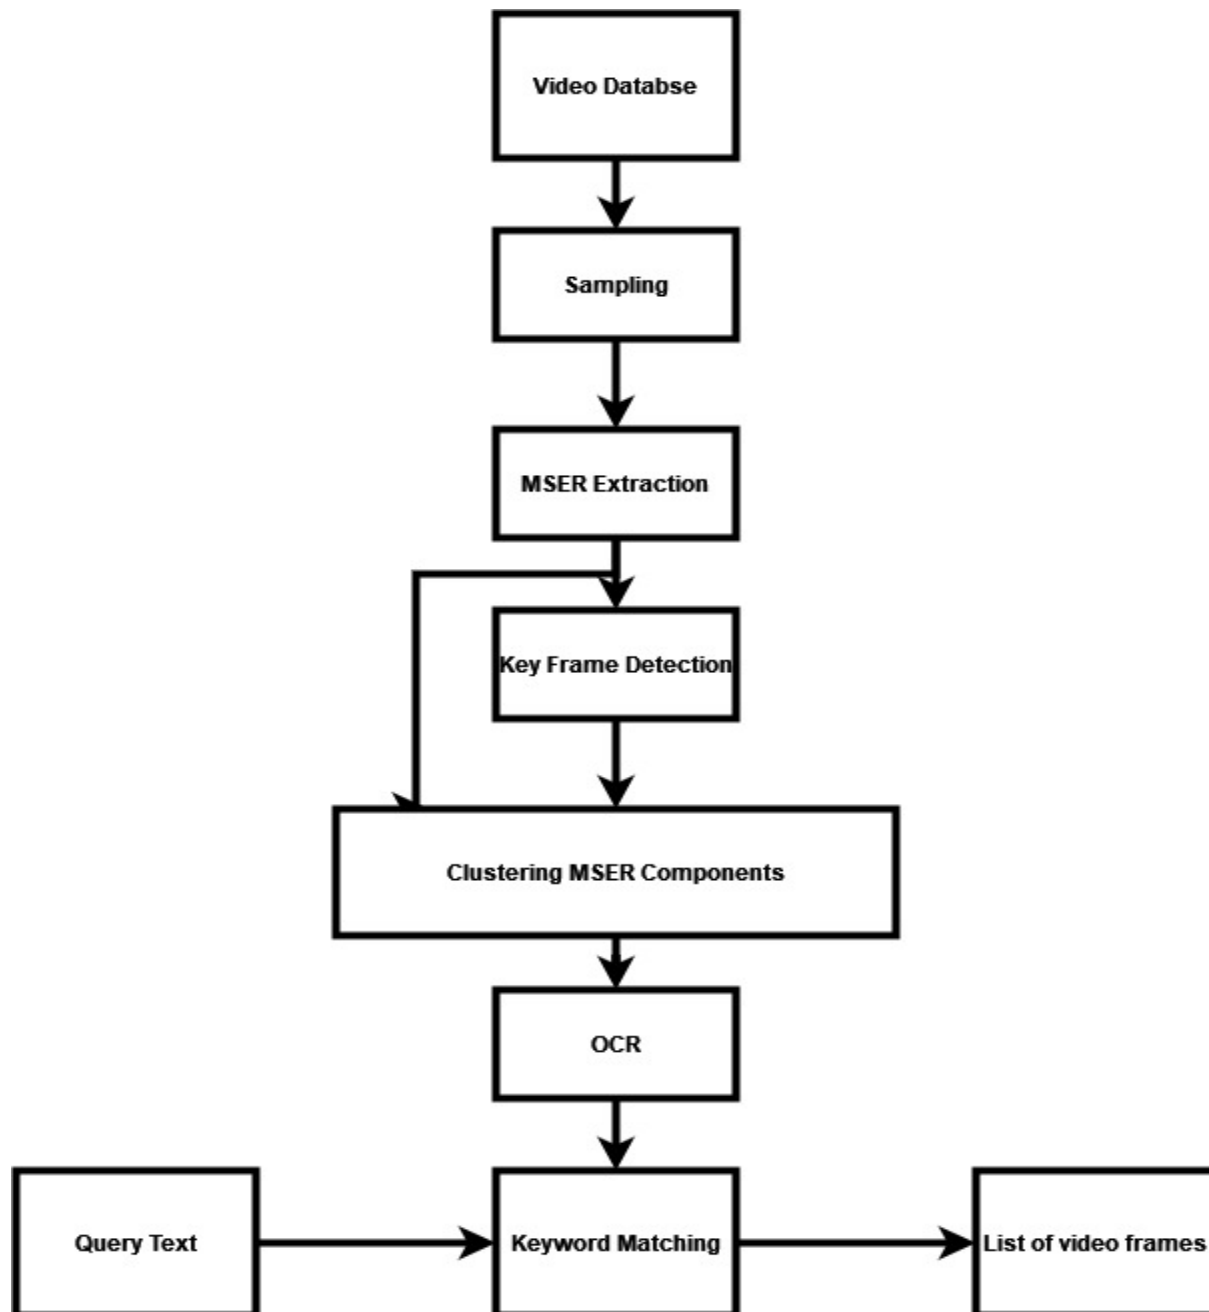 Video Databse
Sampling
MSER Extraction
Key Frame Detection
Clustering MSER Components
OCR
Query Text
Keyword Matching
List of video frames